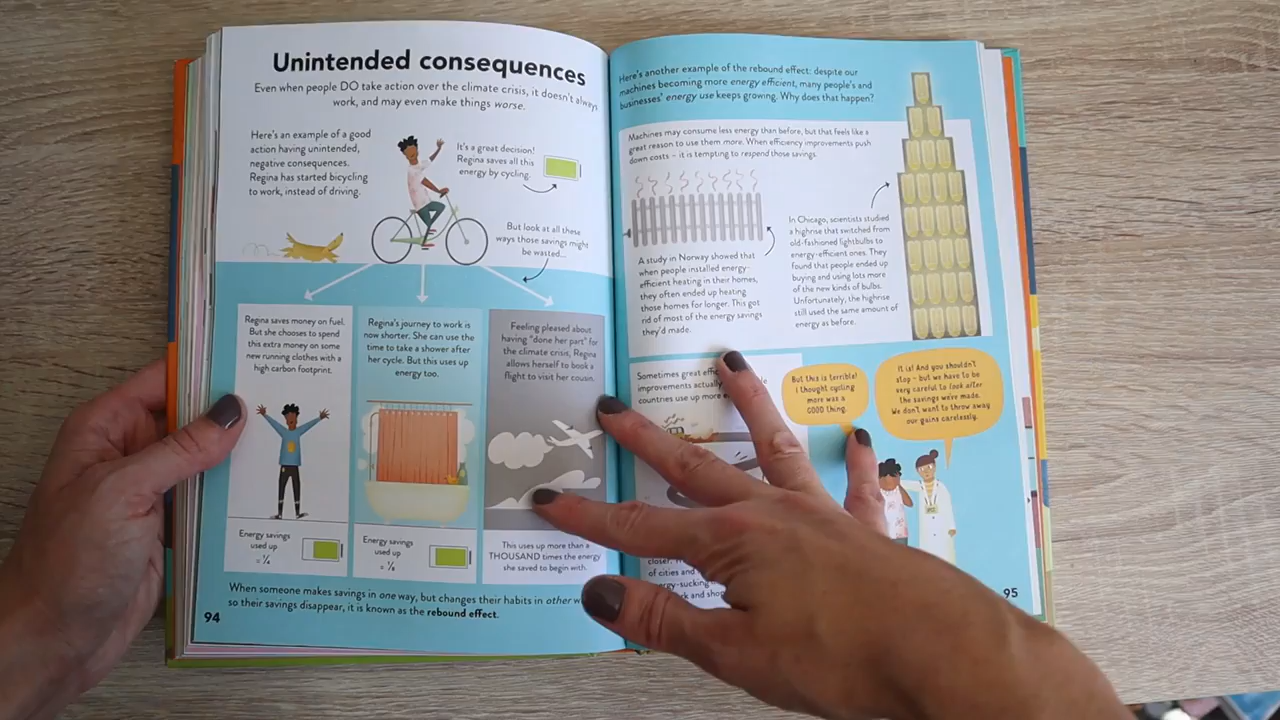 Unintended consequences
Even when people DO take action over the climate crisis, it doesn't always
work, and may even make things worse.
Here's an example of a good
action having unintended,
negative consequences.
Regina has started bicycling
to work, instead of driving.
It's a great decision!
Regina saves all this
energy by cycling.
But look at all these
ways those savings might
be wasted...
Regina saves money on fuel.
But she chooses to spend
this extra money on some
new running clothes with a
high carbon footprint.
Energy savings
used up
= ¼
Regina's journey to work is
now shorter. She can use the
time to take a shower after
her cycle. But this uses up
energy too.
Energy savings
used up
= ⅛
Feeling pleased about
having "done her part" for
the climate crisis, Regina
allows herself to book a
flight to visit her cousin.
This uses up more than a
THOUSAND times the energy
she saved to begin with.
When someone makes savings in one way, but changes their habits in other
so their savings disappear, it is known as the rebound effect.
94
Here's another example of the rebound effect: despite our
machines becoming more energy efficient, many people's and
businesses' energy use keeps growing. Why does that happen?
Machines may consume less energy than before, but that feels like a
great reason to use them more. When efficiency improvements push
down costs – it is tempting to respend those savings.
A study in Norway showed that
when people installed energy-
efficient heating in their homes,
they often ended up heating
those homes for longer. This got
rid of most of the energy savings
they'd made.
In Chicago, scientists studied
a highrise that switched from
old-fashioned lightbulbs to
energy-efficient ones. They
found that people ended up
buying and using lots more
of the new kinds of bulbs.
Unfortunately, the highrise
still used the same amount of
energy as before.
Sometimes great
improvements actually
countries use up more
closer.
of cities and
energy-sucking
and shop
But this is terrible!
I thought cycling
more was a
GOOD thing.
It is! And you shouldn't
stop – but we have to be
very careful to look after
the savings we've made.
We don't want to throw away
our gains carelessly.
95